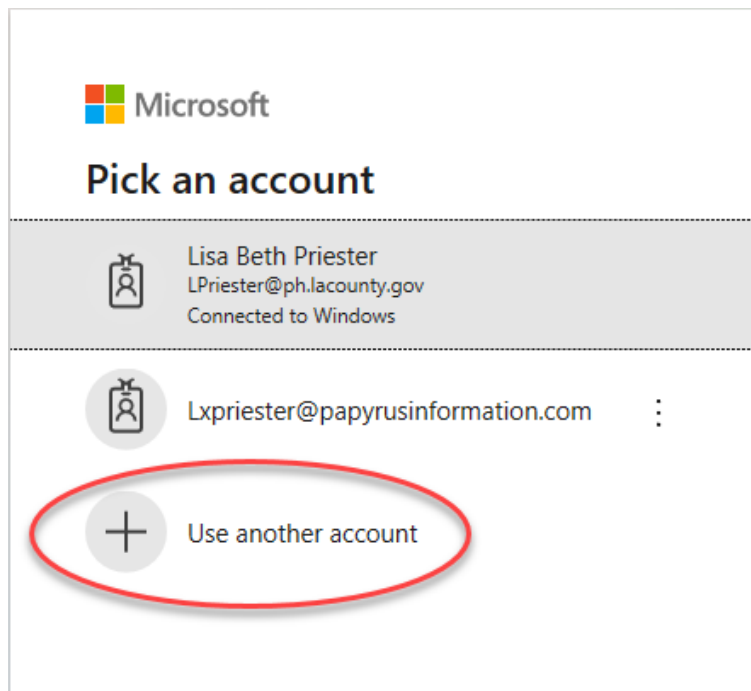 Microsoft
Pick an account
Lisa Beth Priester
LPriester@ph.lacounty.gov
Connected to Windows
Lxpriester@papyrusinformation.com
Use another account